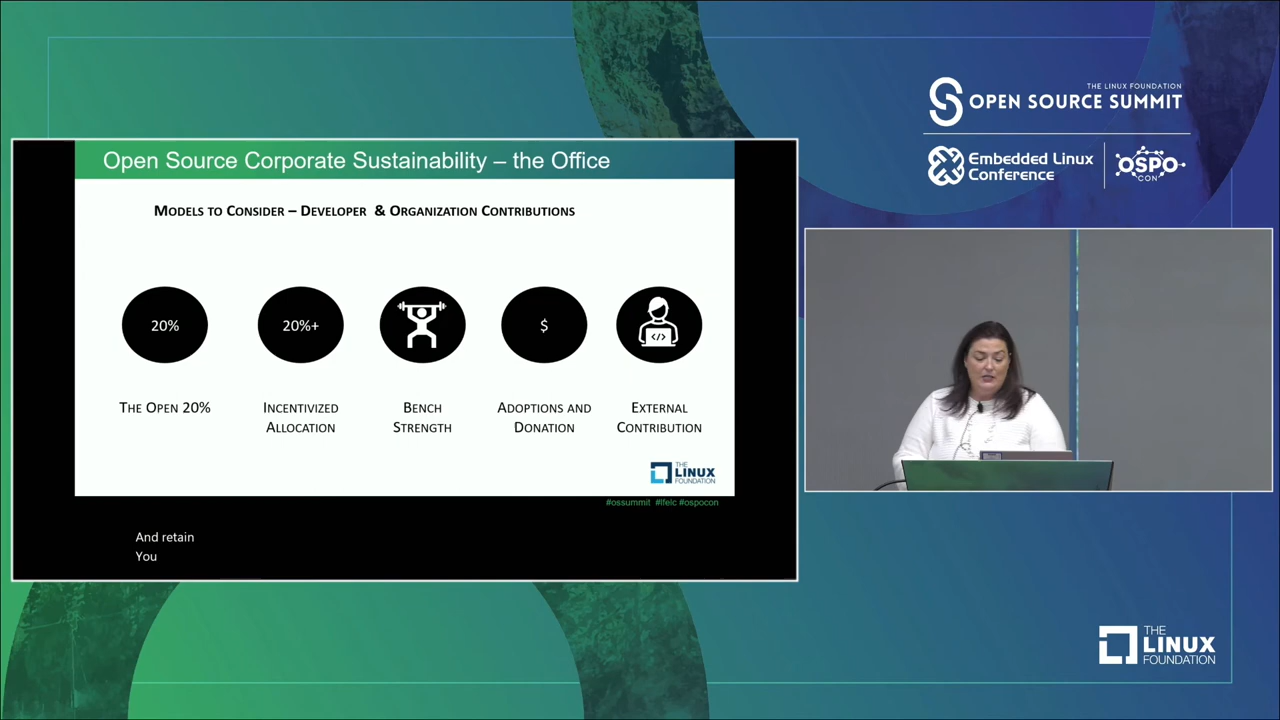 THE LINUX FOUNDATION
OPEN SOURCE SUMMIT
Embedded Linux
Conference
OSPO
CON
Open Source Corporate Sustainability – the Office
MODELS TO CONSIDER – DEVELOPER & ORGANIZATION CONTRIBUTIONS
20%
20%+
$
</>
THE OPEN 20%
INCENTIVIZED
ALLOCATION
BENCH
STRENGTH
ADOPTIONS AND
DONATION
EXTERNAL
CONTRIBUTION
THE
LINUX
FOUNDATION
#ossummit #lfelc #ospocon
And retain
You
THE
LINUX
FOUNDATION